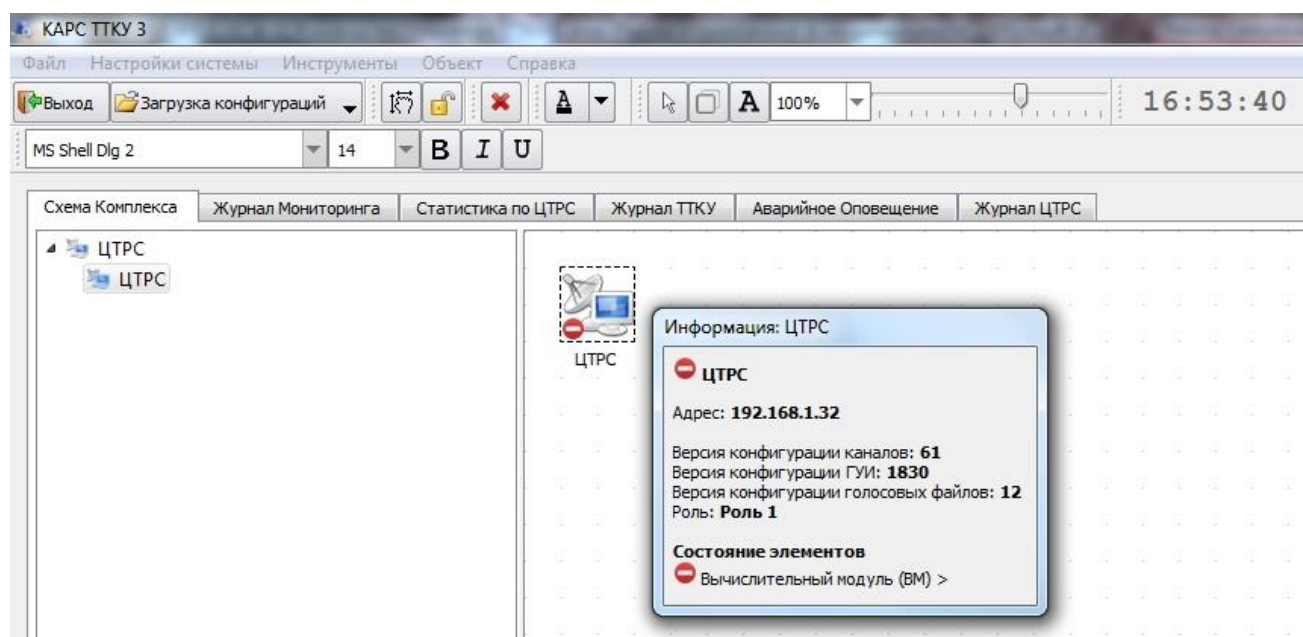 КАРС ТТКУ 3
Файл Настройки системы Инструменты Объект Справка
Выход Загрузка конфигураций A A 100% 16:53:40
MS Shell Dlg 2 14 B I U
Схема Комплекса Журнал Мониторинга Статистика по ЦТРС Журнал ТТКУ Аварийное Оповещение Журнал ЦТРС
ЦТРС
ЦТРС
ЦТРС
Информация: ЦТРС
ЦТРС
Адрес: 192.168.1.32
Версия конфигурации каналов: 61
Версия конфигурации ГУИ: 1830
Версия конфигурации голосовых файлов: 12
Роль: Роль 1
Состояние элементов
Вычислительный модуль (ВМ) >